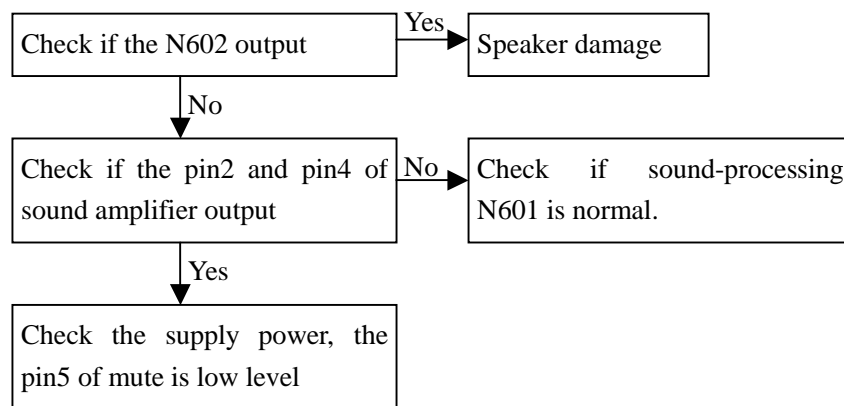 Check if the N602 output
Yes
Speaker damage
No
Check if the pin2 and pin4 of
sound amplifier output
No
Check if sound-processing
N601 is normal.
Yes
Check the supply power, the
pin5 of mute is low level